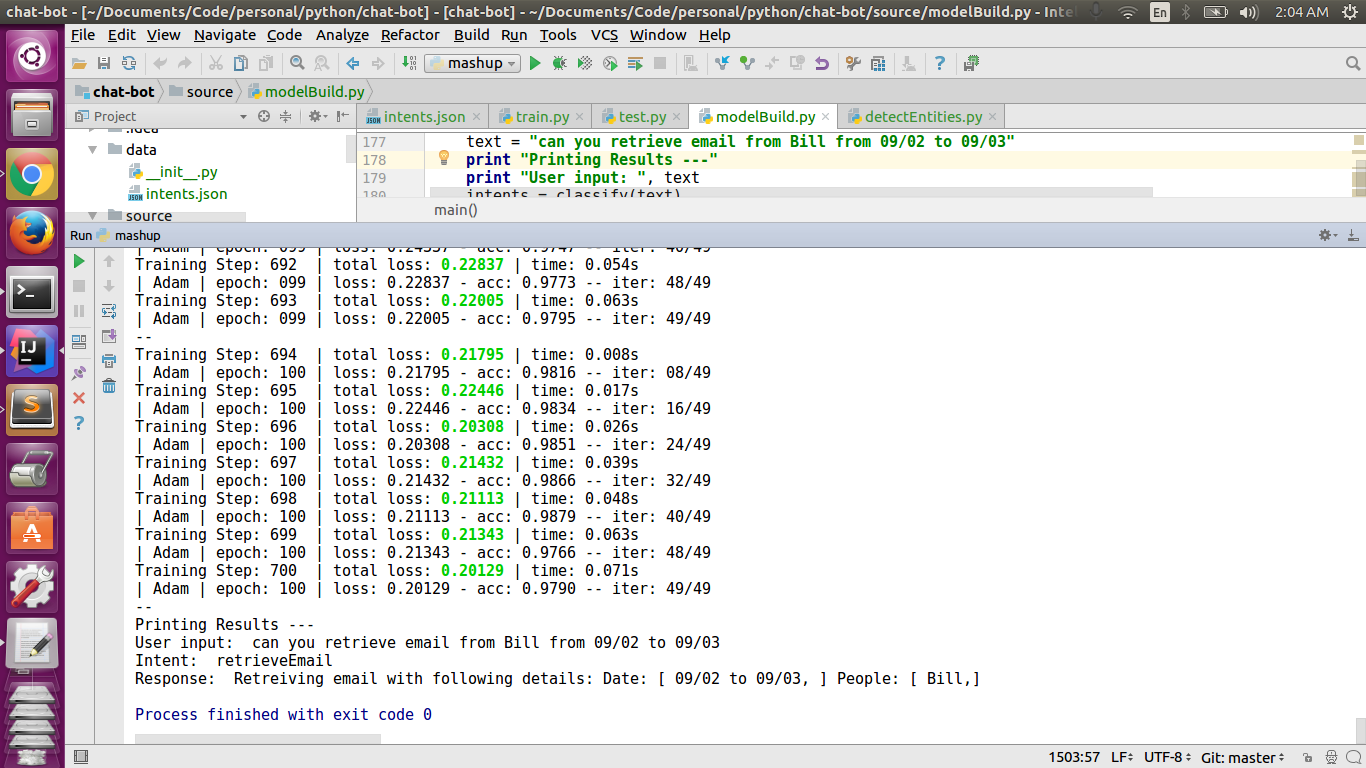 chat-bot - [~/Documents/Code/personal/python/chat-bot] - [chat-bot] - ~/Documents/Code/personal/python/chat-bot/source/modelBuild.py - Inte
En
2:04 AM
File Edit View Navigate Code Analyze Refactor Build Run Tools VCS Window Help
mashup
chat-bot source modelBuild.py
Project
intents.json train.py test.py modelBuild.py detectEntities.py
.idea
data
__init__.py
intents.json
source
177 text = "can you retrieve email from Bill from 09/02 to 09/03"
178 print "Printing Results ---"
179 print "User input: ", text
180 intents = classify(text)
main()
Run mashup
| Adam | epoch: 099 | loss: 0.24337 - acc: 0.9747 -- iter: 40/49
Training Step: 692 | total loss: 0.22837 | time: 0.054s
| Adam | epoch: 099 | loss: 0.22837 - acc: 0.9773 -- iter: 48/49
Training Step: 693 | total loss: 0.22005 | time: 0.063s
| Adam | epoch: 099 | loss: 0.22005 - acc: 0.9795 -- iter: 49/49
--
Training Step: 694 | total loss: 0.21795 | time: 0.008s
| Adam | epoch: 100 | loss: 0.21795 - acc: 0.9816 -- iter: 08/49
Training Step: 695 | total loss: 0.22446 | time: 0.017s
| Adam | epoch: 100 | loss: 0.22446 - acc: 0.9834 -- iter: 16/49
Training Step: 696 | total loss: 0.20308 | time: 0.026s
| Adam | epoch: 100 | loss: 0.20308 - acc: 0.9851 -- iter: 24/49
Training Step: 697 | total loss: 0.21432 | time: 0.039s
| Adam | epoch: 100 | loss: 0.21432 - acc: 0.9866 -- iter: 32/49
Training Step: 698 | total loss: 0.21113 | time: 0.048s
| Adam | epoch: 100 | loss: 0.21113 - acc: 0.9879 -- iter: 40/49
Training Step: 699 | total loss: 0.21343 | time: 0.063s
| Adam | epoch: 100 | loss: 0.21343 - acc: 0.9766 -- iter: 48/49
Training Step: 700 | total loss: 0.20129 | time: 0.071s
| Adam | epoch: 100 | loss: 0.20129 - acc: 0.9790 -- iter: 49/49
--
Printing Results ---
User input:  can you retrieve email from Bill from 09/02 to 09/03
Intent:  retrieveEmail
Response:  Retreiving email with following details: Date: [ 09/02 to 09/03, ] People: [ Bill,]
Process finished with exit code 0
1503:57 LF UTF-8 Git: master